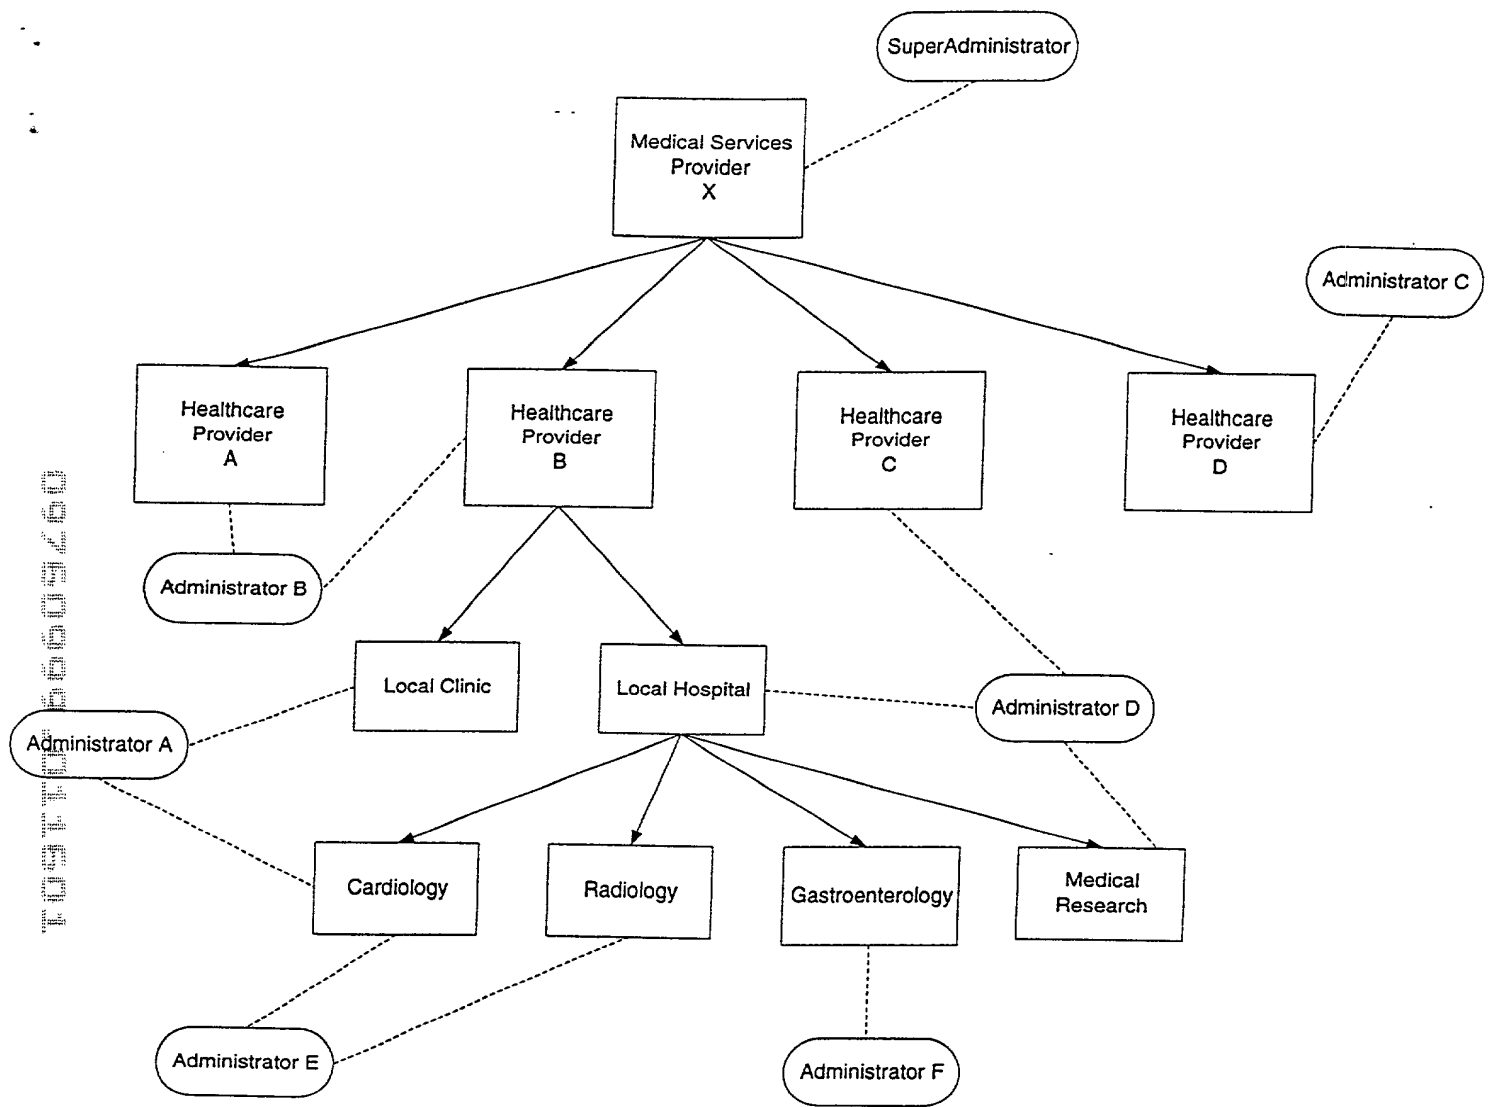 SuperAdministrator
Medical Services
Provider
X
Administrator C
Healthcare
Provider
A
Healthcare
Provider
B
Healthcare
Provider
C
Healthcare
Provider
D
Administrator B
Local Clinic
Local Hospital
Administrator D
Administrator A
Cardiology
Radiology
Gastroenterology
Medical
Research
Administrator E
Administrator F